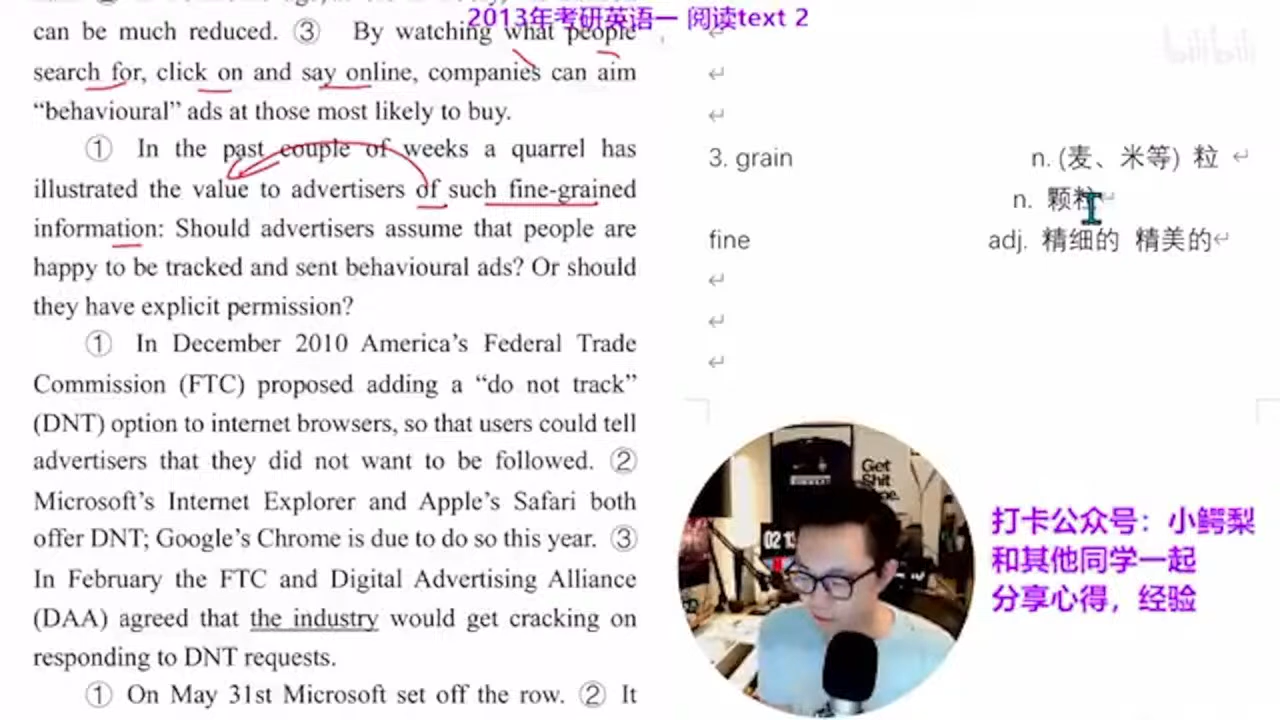 2013年考研英语一 阅读text 2
can be much reduced. ③ By watching what people
search for, click on and say online, companies can aim
“behavioural” ads at those most likely to buy.
① In the past couple of weeks a quarrel has
illustrated the value to advertisers of such fine-grained
information: Should advertisers assume that people are
happy to be tracked and sent behavioural ads? Or should
they have explicit permission?
① In December 2010 America’s Federal Trade
Commission (FTC) proposed adding a “do not track”
(DNT) option to internet browsers, so that users could tell
advertisers that they did not want to be followed. ②
Microsoft’s Internet Explorer and Apple’s Safari both
offer DNT; Google’s Chrome is due to do so this year. ③
In February the FTC and Digital Advertising Alliance
(DAA) agreed that the industry would get cracking on
responding to DNT requests.
① On May 31st Microsoft set off the row. ② It
bilibili
3. grain n. (麦、米等) 粒
n. 颗粒
fine adj. 精细的 精美的
Get
Shit
02 1
打卡公众号：小鳄梨
和其他同学一起
分享心得，经验